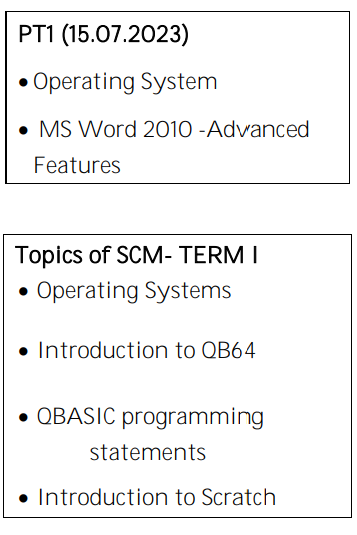 PT1 (15.07.2023)
• Operating System
• MS Word 2010 -Advanced
Features
Topics of SCM- TERM I
• Operating Systems
• Introduction to QB64
• QBASIC programming
statements
• Introduction to Scratch